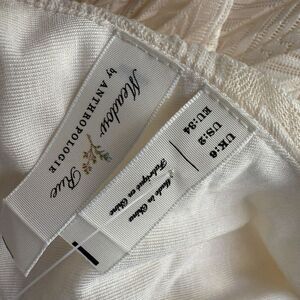 Meadow
by ANTHROPOLOGIE
Rue
UK:6
US:2
EU:34
Made in China
Fabriqué en Chine